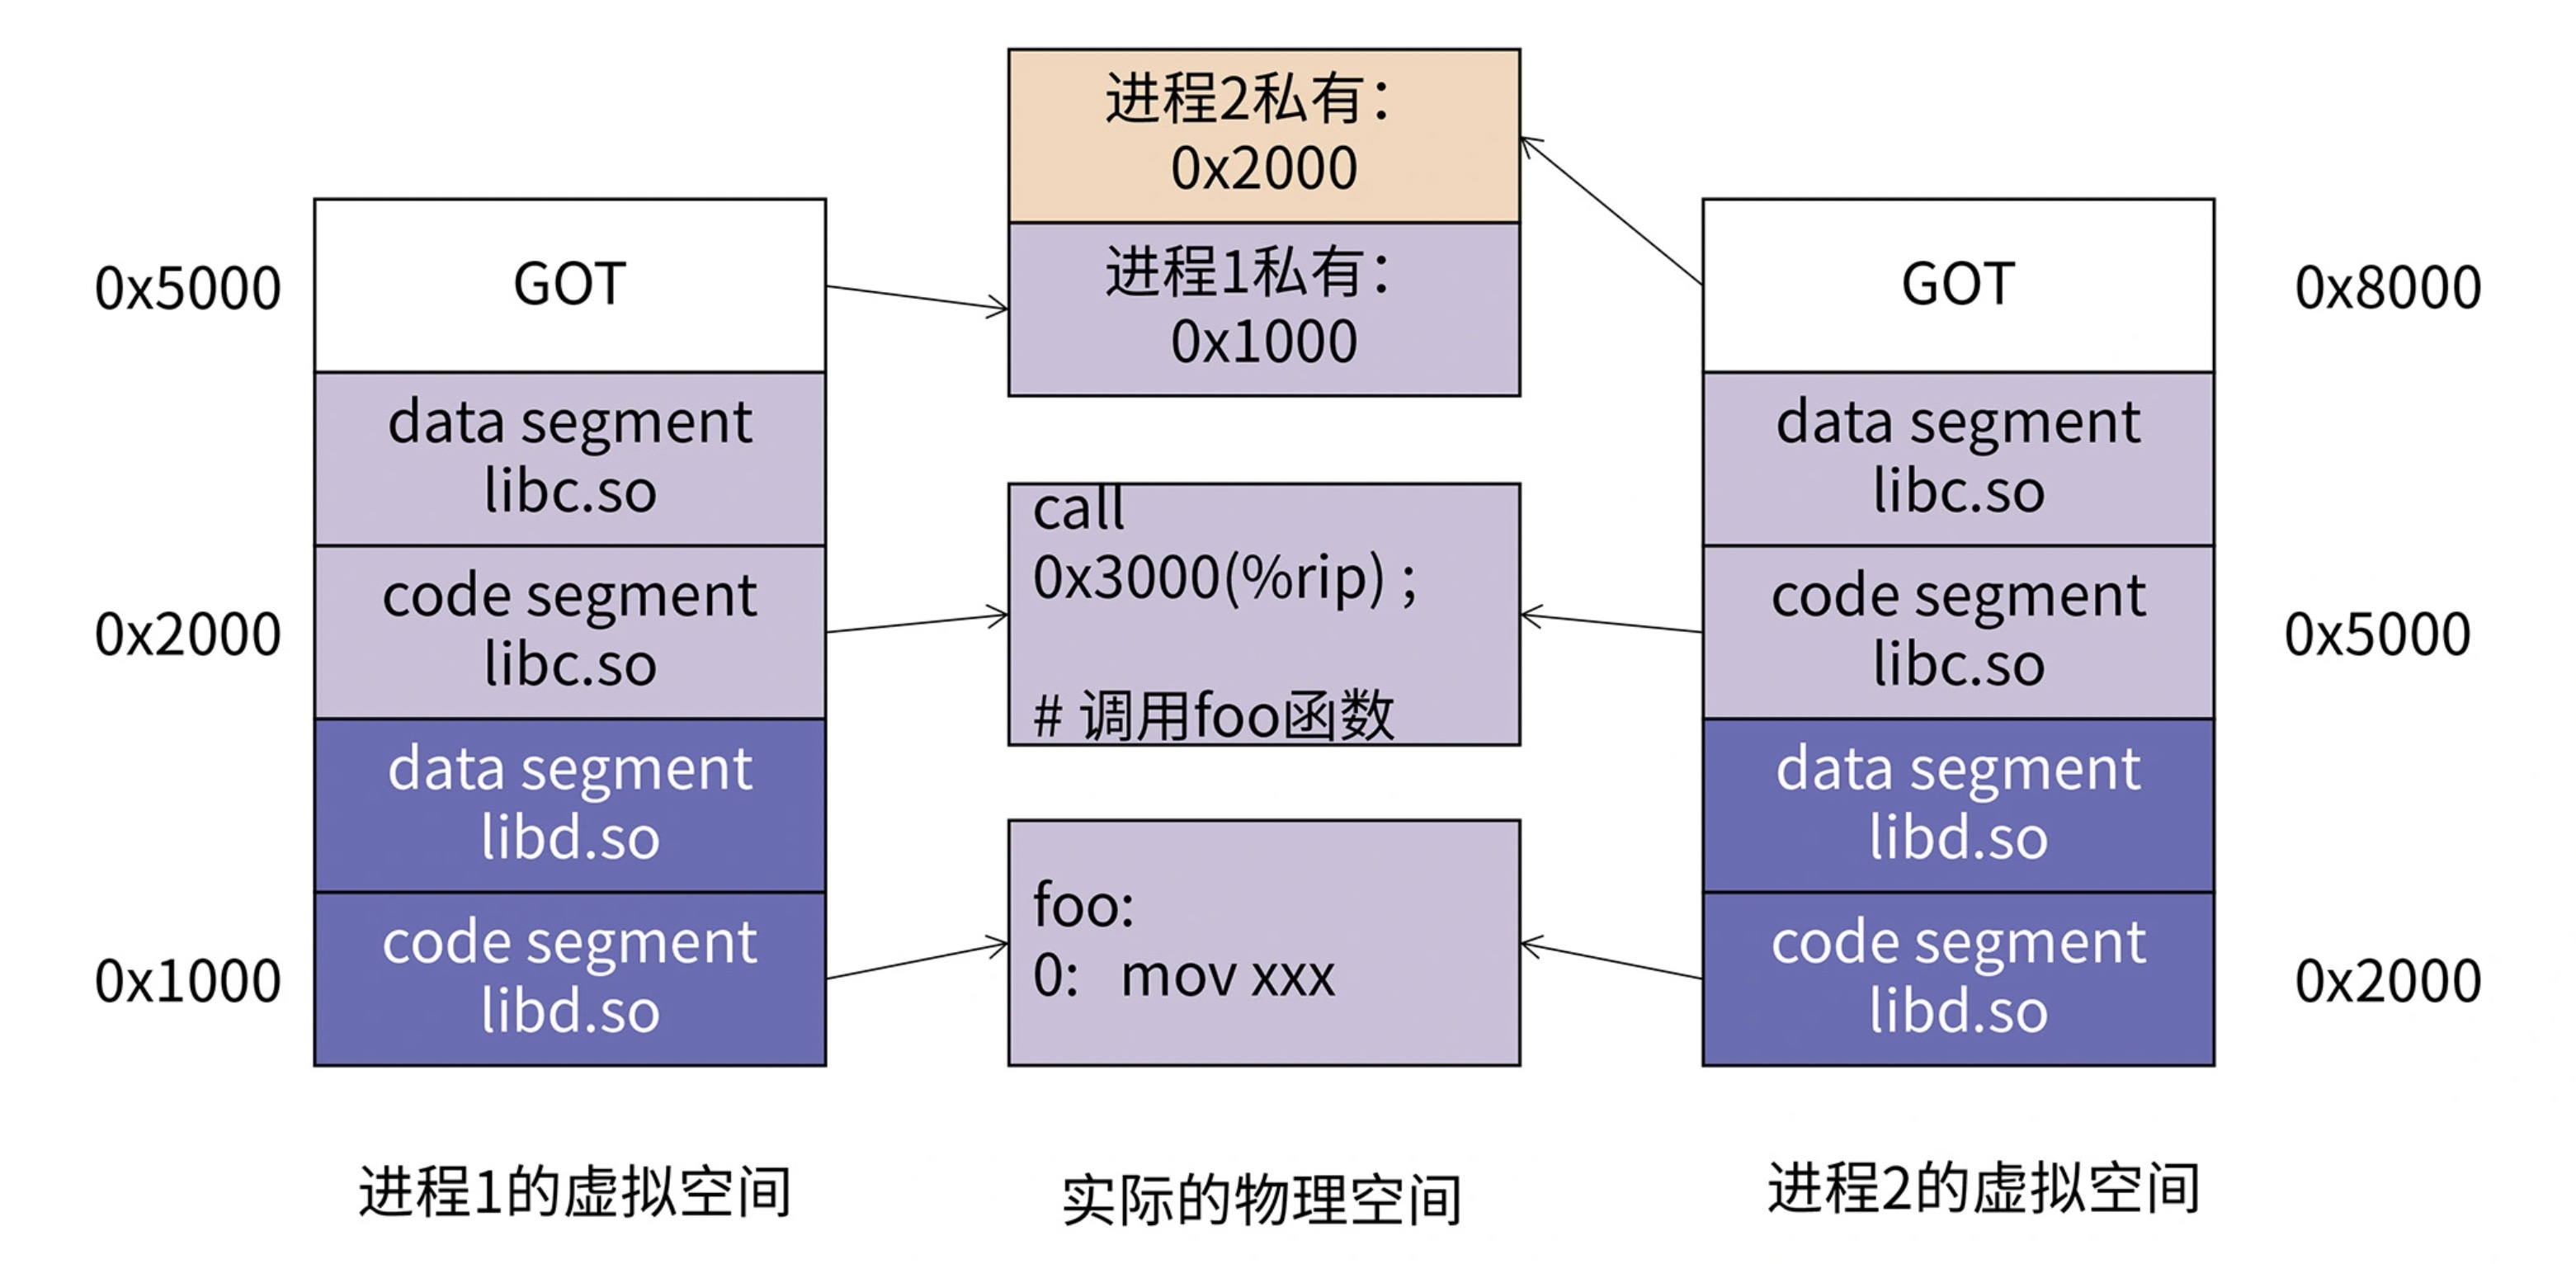 0x5000
GOT
data segment
libc.so
0x2000
code segment
libc.so
data segment
libd.so
0x1000
code segment
libd.so
进程1的虚拟空间
进程2私有：
0x2000
进程1私有：
0x1000
call
0x3000(%rip) ;
# 调用foo函数
foo:
0: mov xxx
实际的物理空间
GOT
0x8000
data segment
libc.so
code segment
libc.so
0x5000
data segment
libd.so
code segment
libd.so
0x2000
进程2的虚拟空间